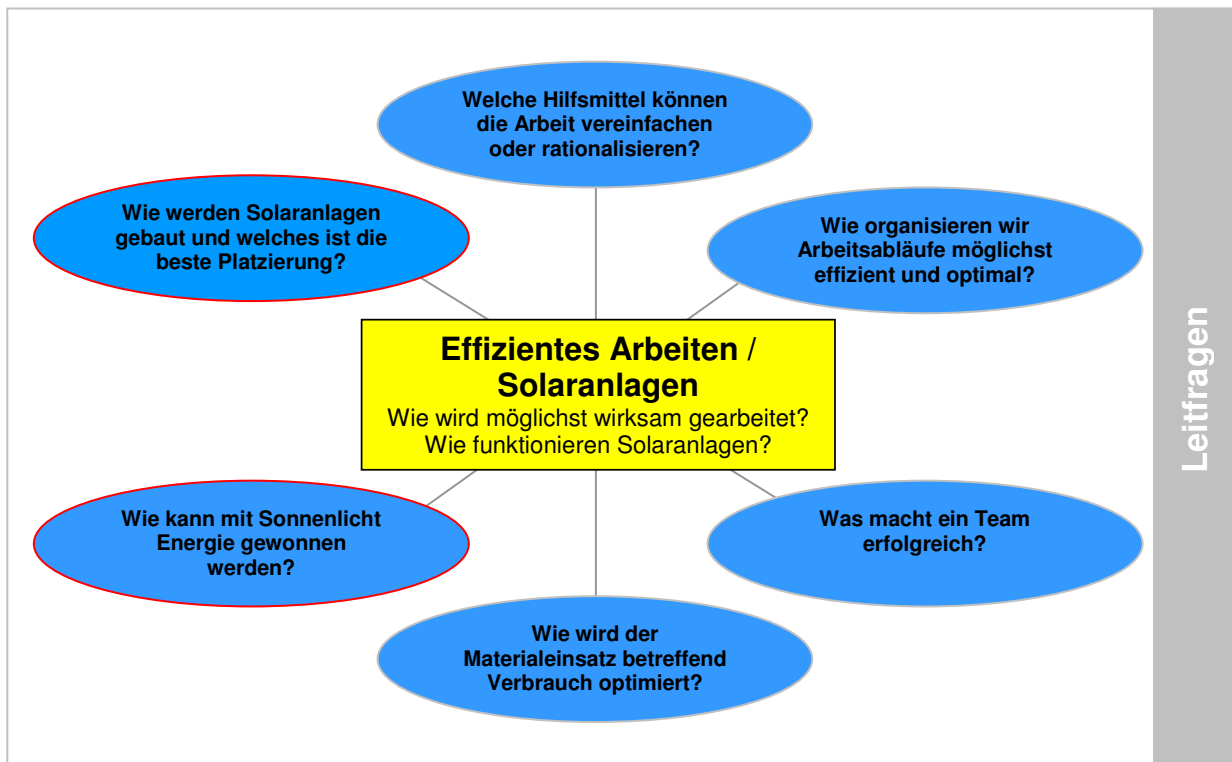 Welche Hilfsmittel können
die Arbeit vereinfachen
oder rationalisieren?
Wie werden Solaranlagen
gebaut und welches ist die
beste Platzierung?
Wie organisieren wir
Arbeitsabläufe möglichst
effizient und optimal?
Effizientes Arbeiten /
Solaranlagen
Wie wird möglichst wirksam gearbeitet?
Wie funktionieren Solaranlagen?
Wie kann mit Sonnenlicht
Energie gewonnen
werden?
Was macht ein Team
erfolgreich?
Wie wird der
Materialeinsatz betreffend
Verbrauch optimiert?
Leitfragen